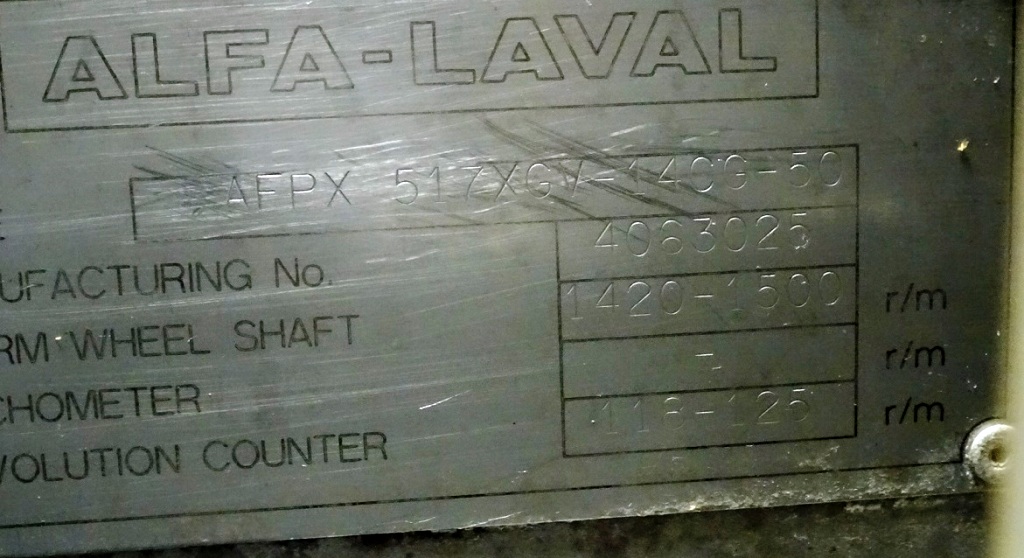 ALFA-LAVAL
AFPX 517XGV-14CG-50
UFACTURING No. 4063025
RM WHEEL SHAFT 1420-1500 r/m
CHOMETER - r/m
VOLUTION COUNTER 118-125 r/m